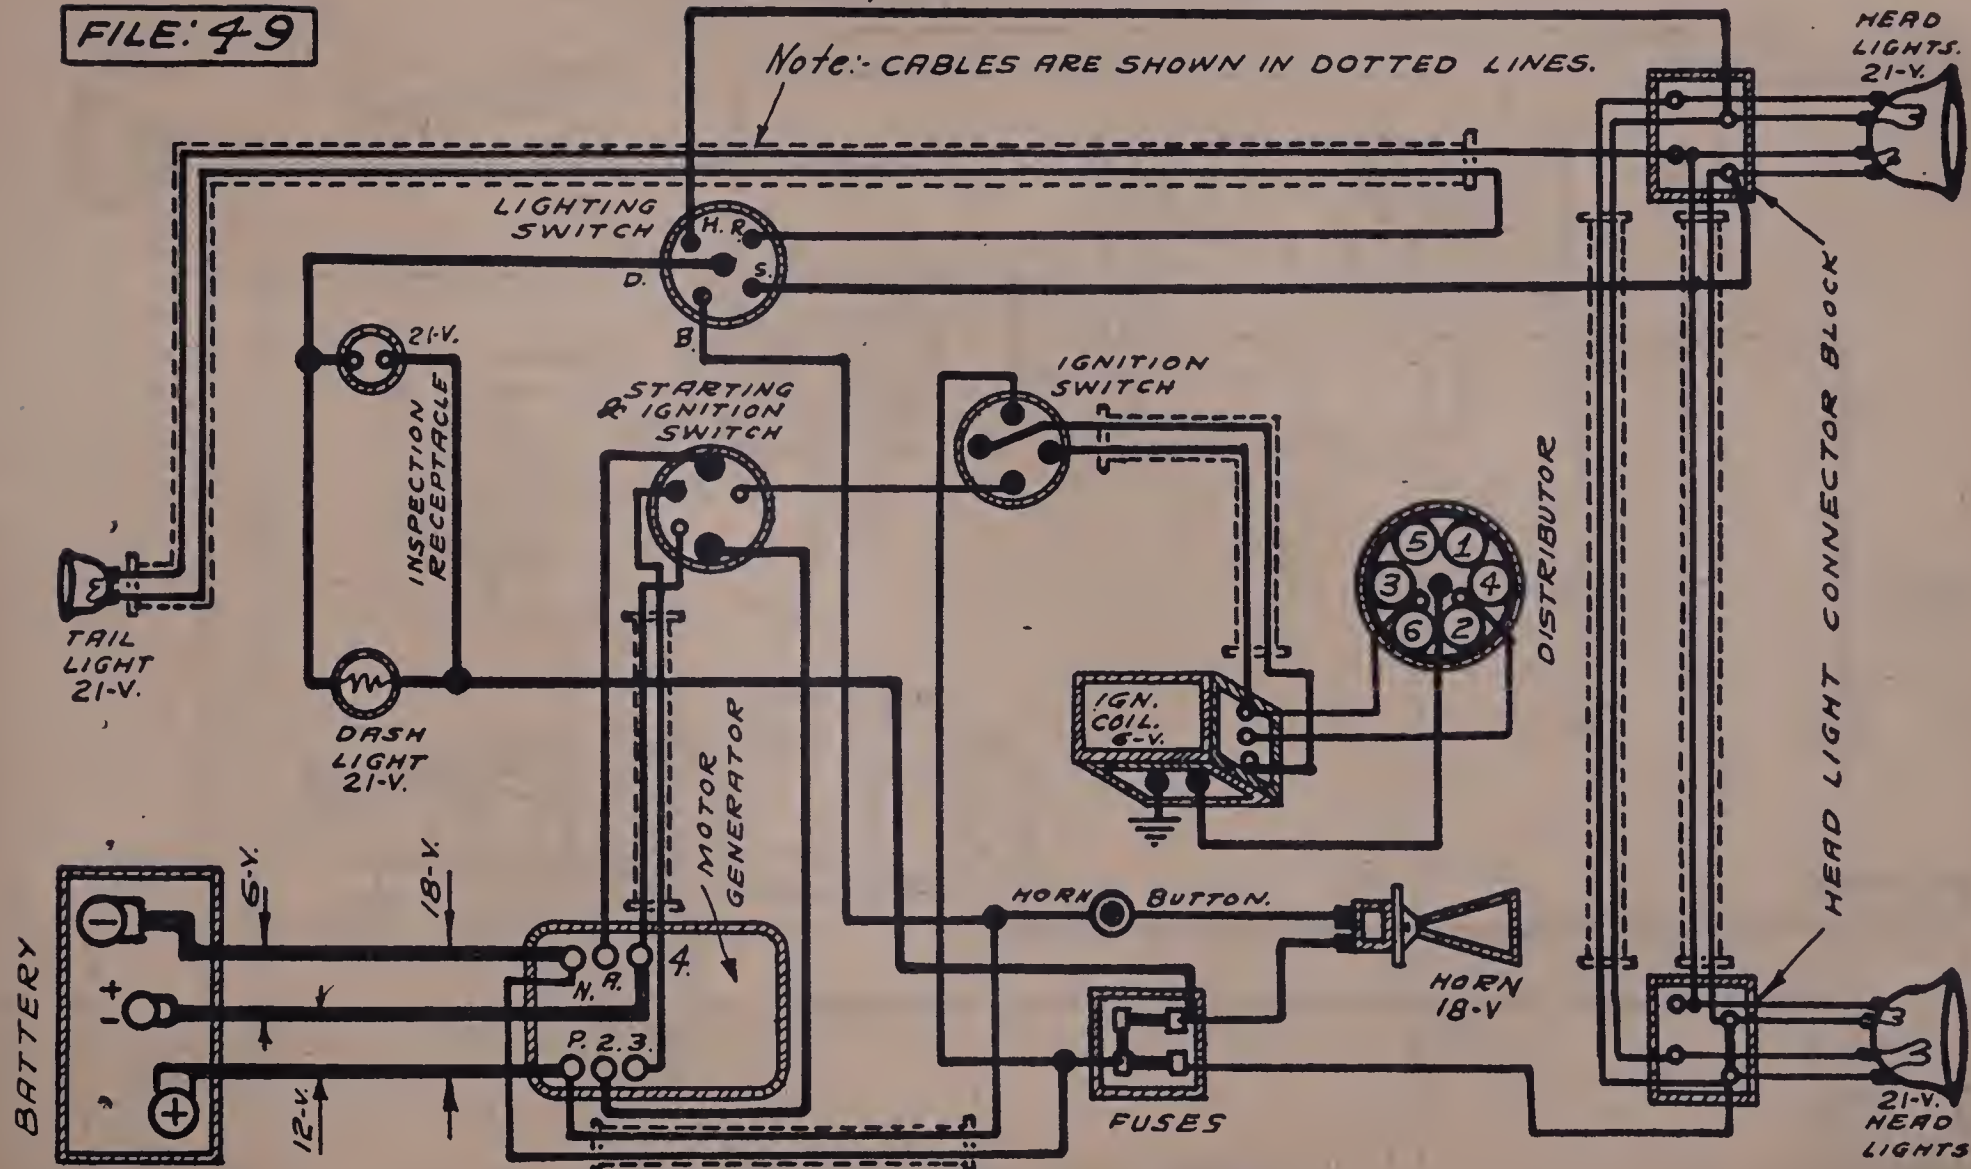 FILE: 49
Note:- CABLES ARE SHOWN IN DOTTED LINES.
HEAD
LIGHTS.
21-V.
LIGHTING
SWITCH
H. R.
D.
S.
B.
21-V.
INSPECTION
RECEPTACLE
STARTING
& IGNITION
SWITCH
IGNITION
SWITCH
HEAD LIGHT CONNECTOR BLOCK
DISTRIBUTOR
5 1
3 4
6 2
TAIL
LIGHT
21-V.
DASH
LIGHT
21-V.
IGN.
COIL.
6-V.
MOTOR
GENERATOR
BATTERY
-
+
-
+
6-V.
18-V.
12-V.
N. A. 4.
P. 2. 3.
HORN BUTTON.
HORN
18-V
FUSES
21-V.
HEAD
LIGHTS